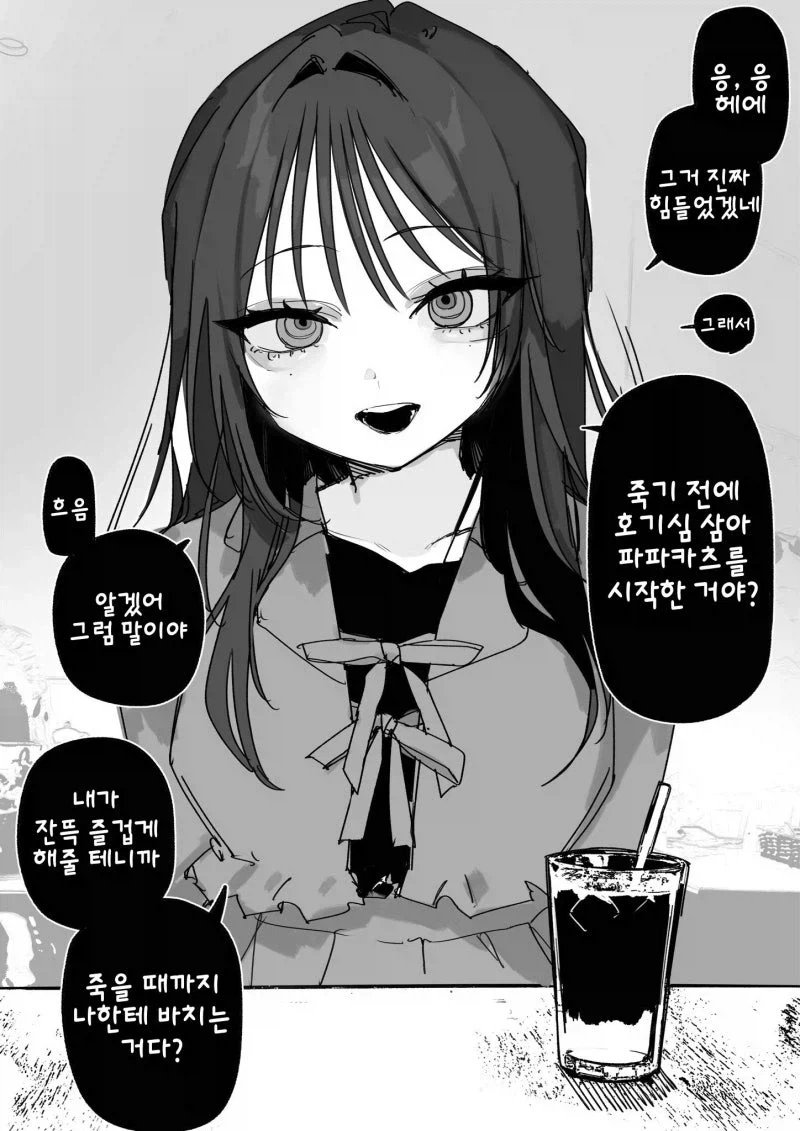 응, 응
헤에
그거 진짜
힘들었겠네
그래서
죽기 전에
호기심 삼아
파파카츠를
시작한 거야?
흐음
알겠어
그럼 말이야
내가
잔뜩 즐겁게
해줄 테니까
죽을 때까지
나한테 바치는
거다?